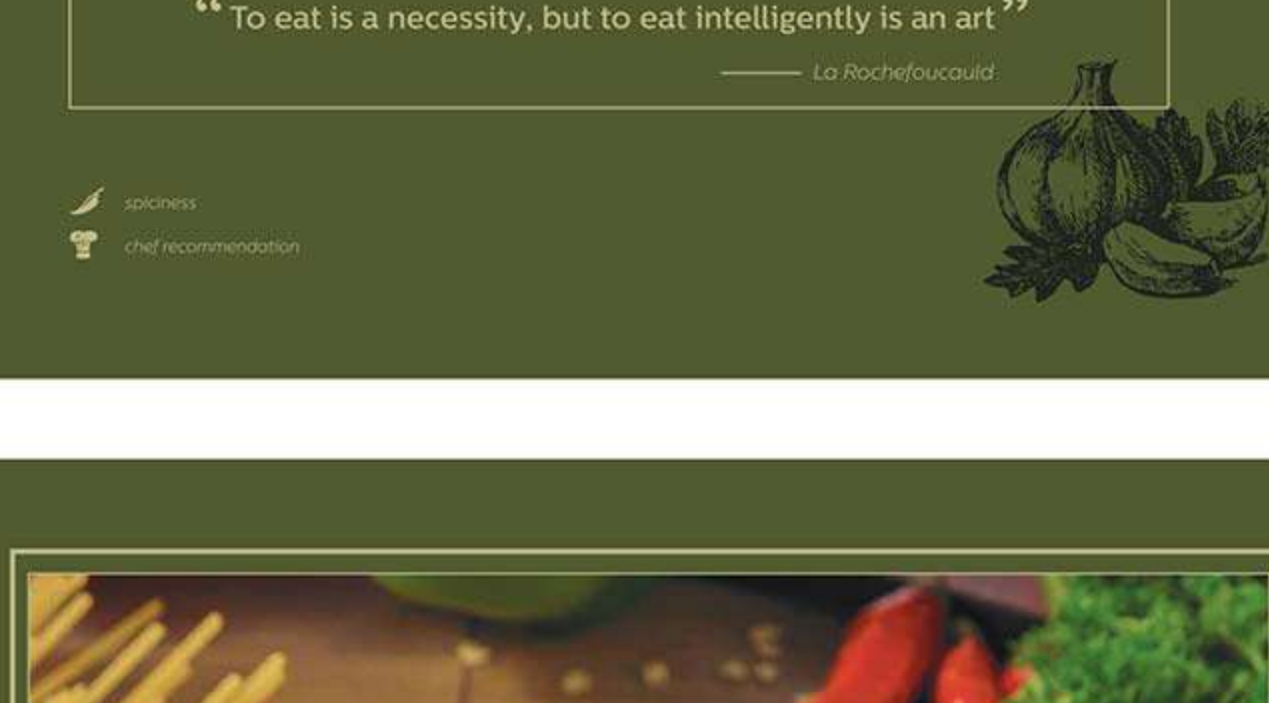 “To eat is a necessity, but to eat intelligently is an art”
La Rochefoucauld
spiciness
chef recommendation